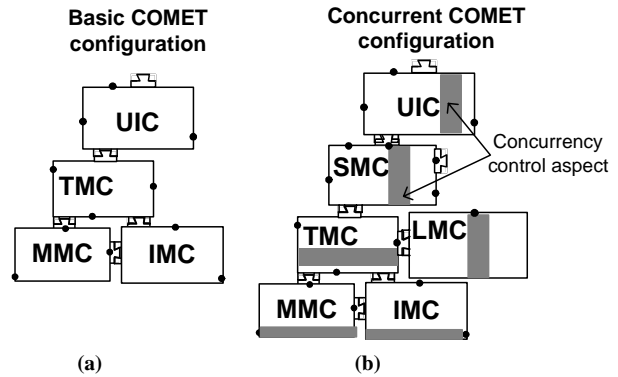 Basic COMET
configuration
UIC
TMC
MMC
IMC
(a)
Concurrent COMET
configuration
UIC
Concurrency
control aspect
SMC
TMC
LMC
MMC
IMC
(b)